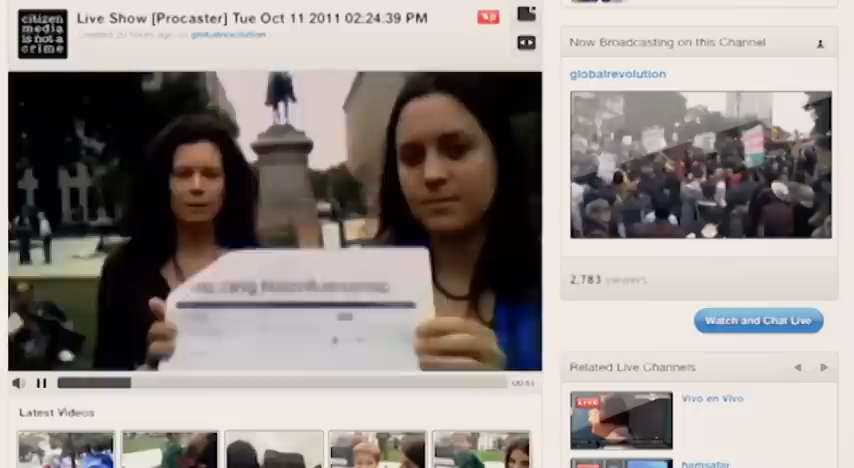 citizen
media
is not a
crime
Live Show [Procaster] Tue Oct 11 2011 02:24.39 PM
globalrevolution
Now Broadcasting on this Channel
globalrevolution
2,783 viewers
Watch and Chat Live
Related Live Channels
LIVE
Vivo en Vivo
hamsafar
Latest Videos